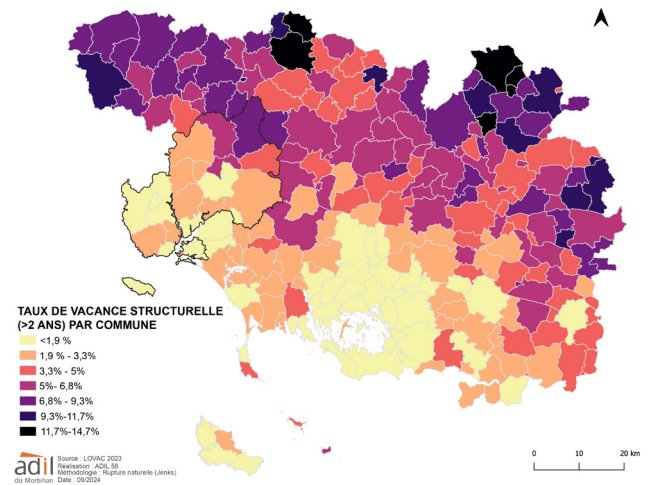 TAUX DE VACANCE STRUCTURELLE
(>2 ANS) PAR COMMUNE
<1,9 %
1,9 % - 3,3%
3,3% - 5%
5% - 6,8%
6,8% - 9,3%
9,3%-11,7%
11,7%-14,7%
adil
du Morbihan
Source : LOVAC 2023
Réalisation : ADIL 56
Méthodologie : Rupture naturelle (Jenks)
Date : 09/2024
0 10 20 km